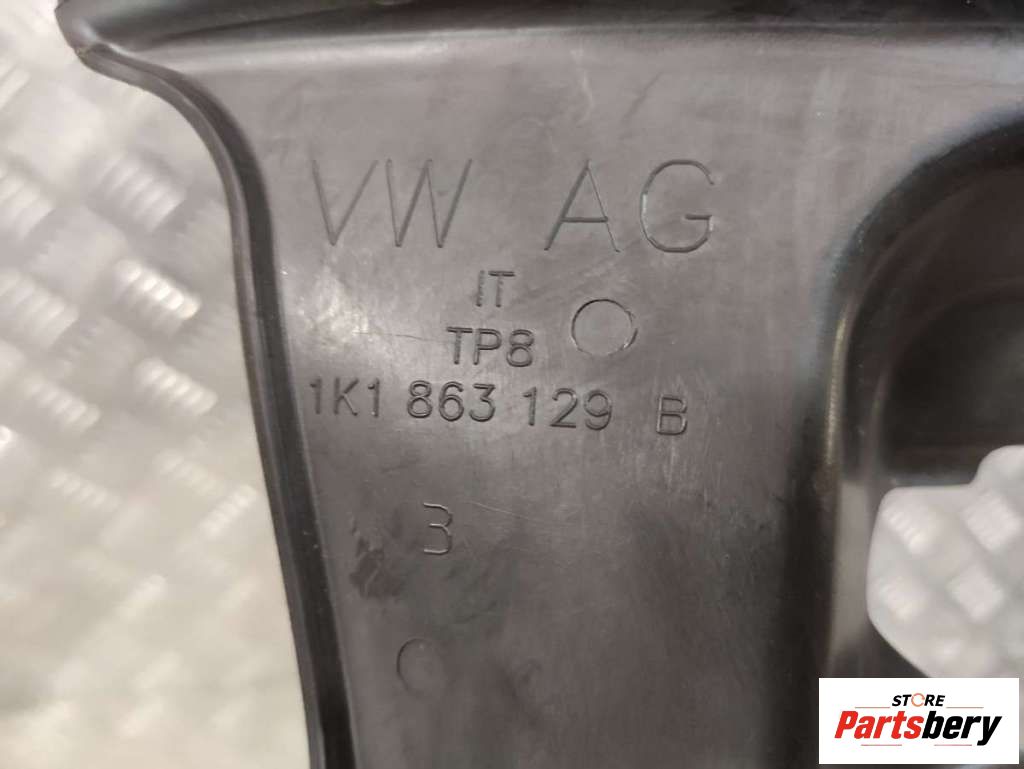 VW AG
IT
TP8
1K1 863 129 B
3
STORE
Partsbery